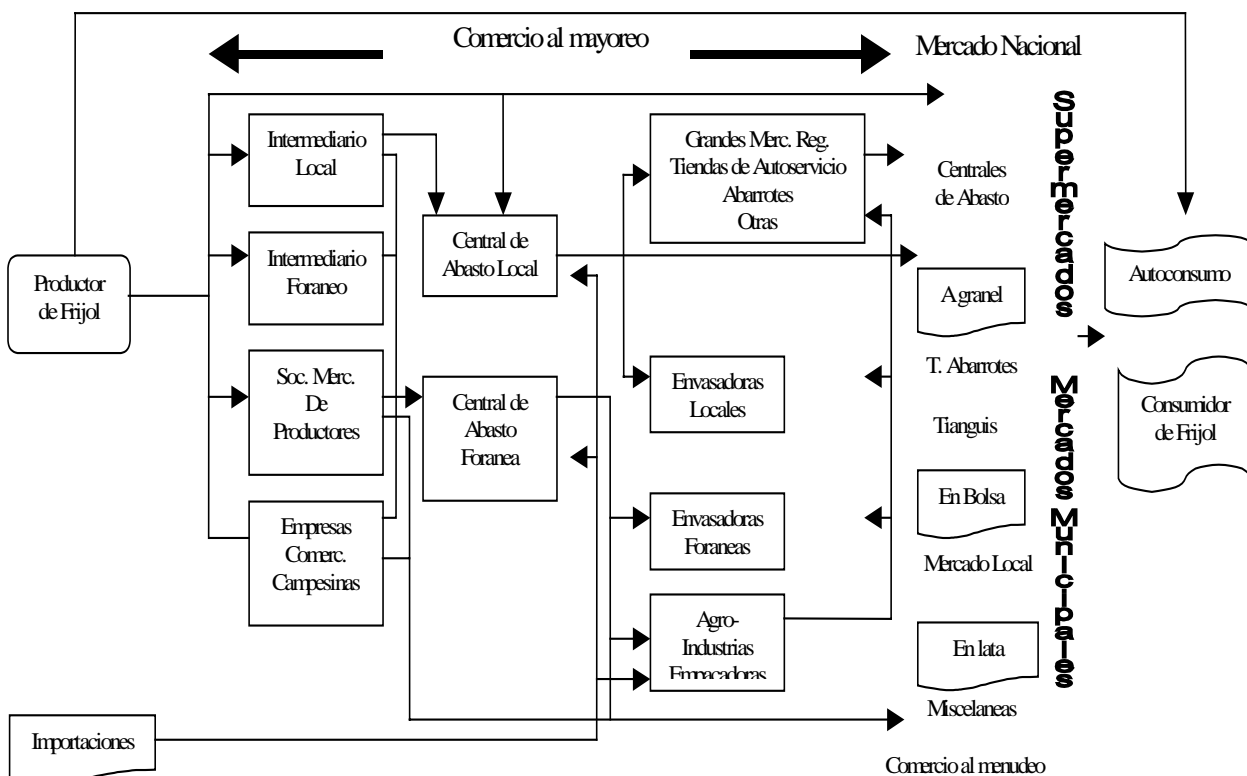 Comercio al mayoreo
Mercado Nacional
Productor
de Frijol
Importaciones
Intermediario
Local
Intermediario
Foraneo
Soc. Merc.
De
Productores
Empresas
Comerc.
Campesinas
Central de
Abasto Local
Central de
Abasto
Foranea
Grandes Merc. Reg.
Tiendas de Autoservicio
Abarrotes
Otras
Envasadoras
Locales
Envasadoras
Foraneas
Agro-
Industrias
Empacadoras
Centrales
de Abasto
A granel
T. Abarrotes
Tianguis
En Bolsa
Mercado Local
En lata
Miscelaneas
Comercio al menudeo
Supermercados
Mercados Municipales
Autoconsumo
Consumidor
de Frijol